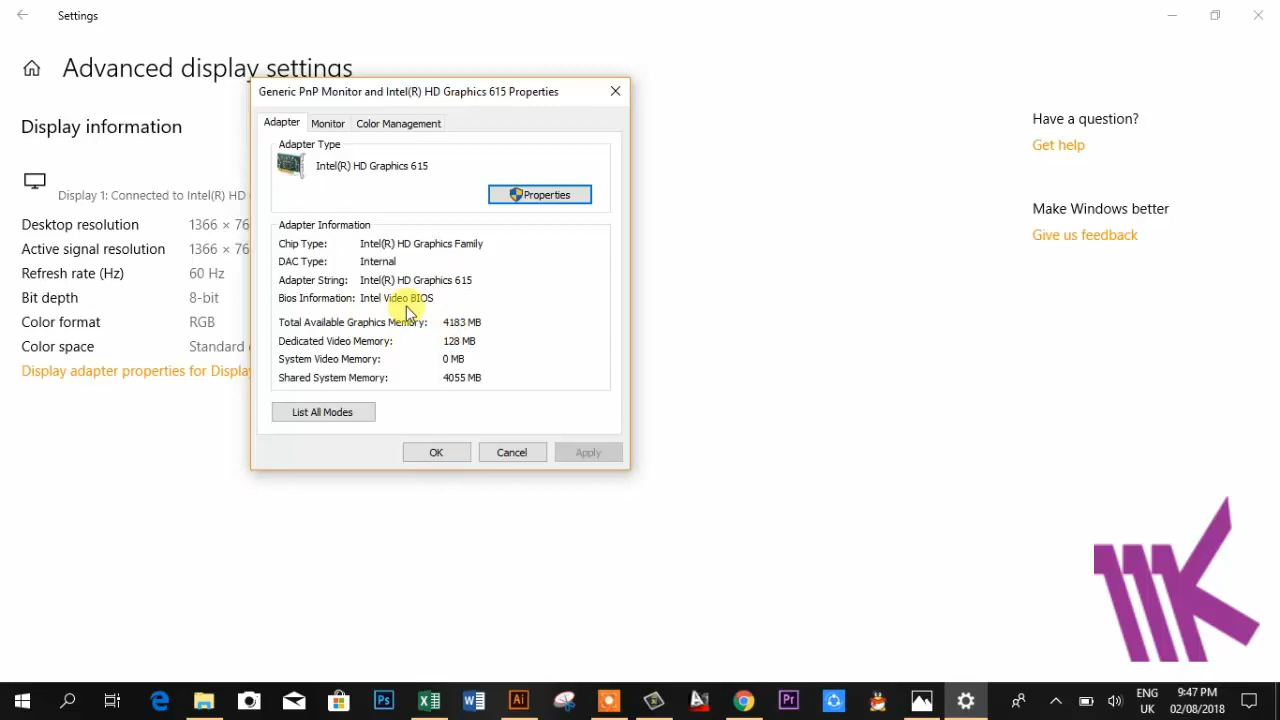 Settings
Advanced display settings
Generic PnP Monitor and Intel(R) HD Graphics 615 Properties
Adapter Monitor Color Management
Adapter Type
Intel(R) HD Graphics 615
Properties
Adapter Information
Chip Type: Intel(R) HD Graphics Family
DAC Type: Internal
Adapter String: Intel(R) HD Graphics 615
Bios Information: Intel Video BIOS
Total Available Graphics Memory: 4183 MB
Dedicated Video Memory: 128 MB
System Video Memory: 0 MB
Shared System Memory: 4055 MB
List All Modes
OK Cancel Apply
Display information
Display 1: Connected to Intel(R) HD
Desktop resolution 1366 × 76
Active signal resolution 1366 × 76
Refresh rate (Hz) 60 Hz
Bit depth 8-bit
Color format RGB
Color space Standard
Display adapter properties for Displa
Have a question?
Get help
Make Windows better
Give us feedback
MK
Ps
Ai
Pr
ENG
UK
9:47 PM
02/08/2018